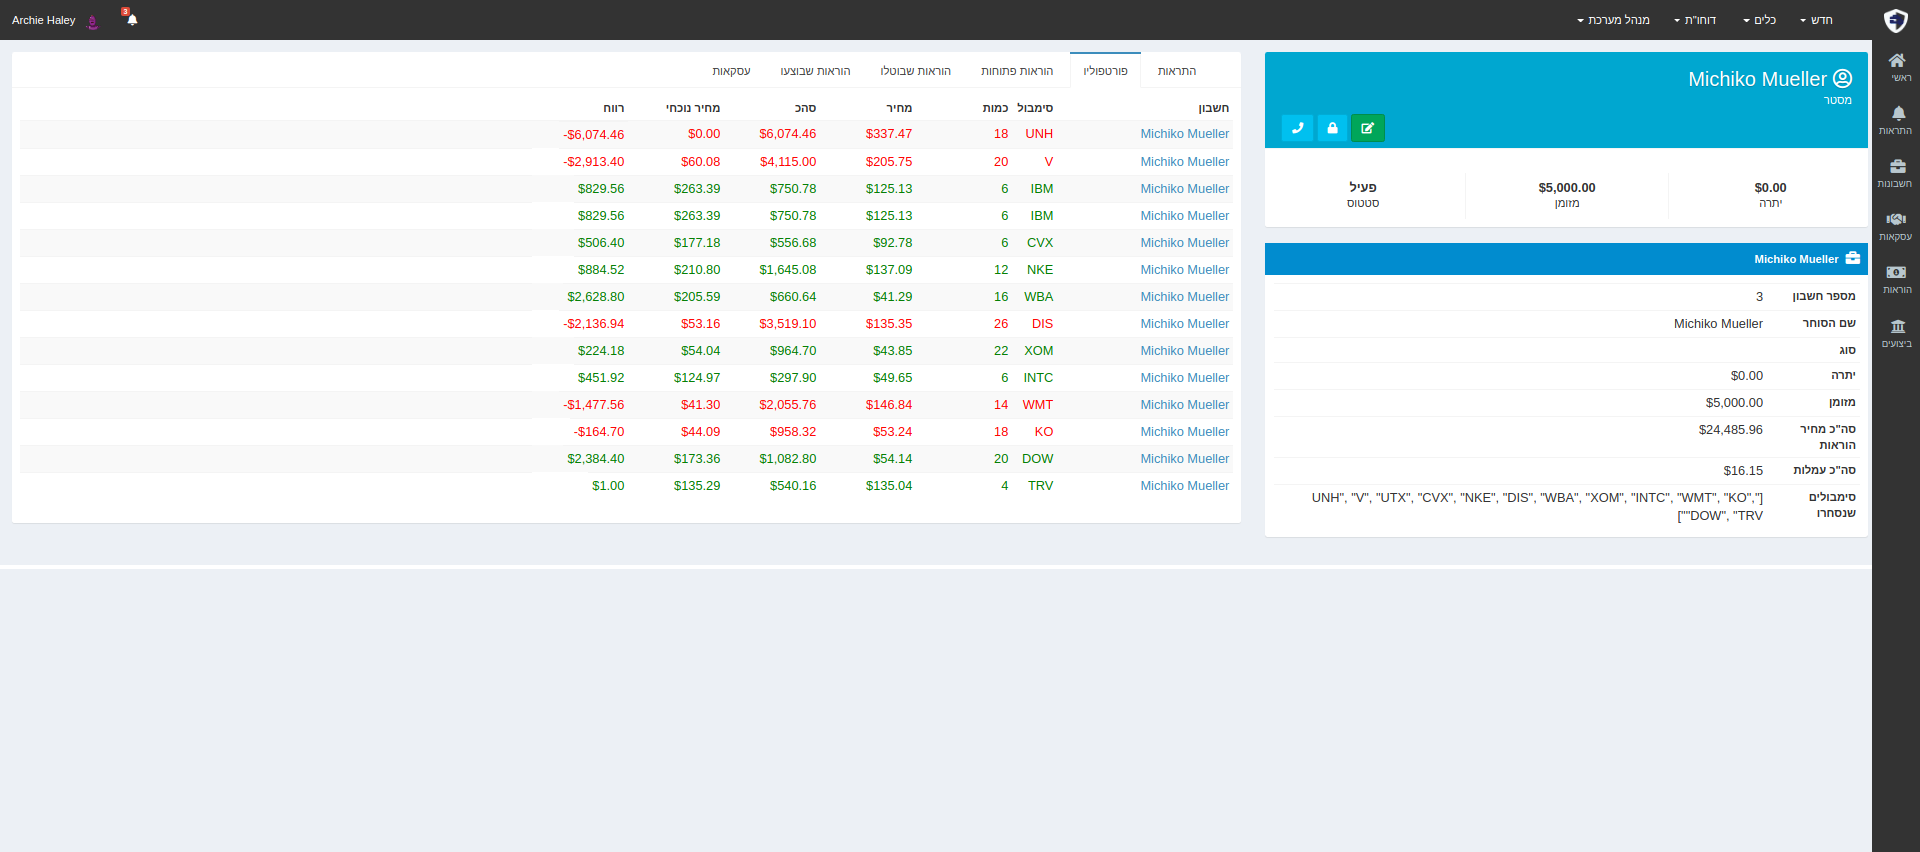 חדש
כלים
דוחו"ת
מנהל מערכת
3
Archie Haley
ראשי
התראות
חשבונות
עסקאות
הוראות
ביצועים
Michiko Mueller
מסטר
$0.00 $5,000.00 פעיל
יתרה מזומן סטטוס
Michiko Mueller
מספר חשבון 3
שם הסוחר Michiko Mueller
סוג
יתרה $0.00
מזומן $5,000.00
סה"כ מחיר הוראות $24,485.96
סה"כ עמלות $16.15
סימבולים שנסחרו
UNH", "V", "UTX", "CVX", "NKE", "DIS", "WBA", "XOM", "INTC", "WMT", "KO","]
[""DOW", "TRV
התראות פורטפוליו הוראות פתוחות הוראות שבוטלו הוראות שבוצעו עסקאות
חשבון סימבול כמות מחיר סהכ מחיר נוכחי רווח
Michiko Mueller UNH 18 $337.47 $6,074.46 $0.00 -$6,074.46
Michiko Mueller V 20 $205.75 $4,115.00 $60.08 -$2,913.40
Michiko Mueller IBM 6 $125.13 $750.78 $263.39 $829.56
Michiko Mueller IBM 6 $125.13 $750.78 $263.39 $829.56
Michiko Mueller CVX 6 $92.78 $556.68 $177.18 $506.40
Michiko Mueller NKE 12 $137.09 $1,645.08 $210.80 $884.52
Michiko Mueller WBA 16 $41.29 $660.64 $205.59 $2,628.80
Michiko Mueller DIS 26 $135.35 $3,519.10 $53.16 -$2,136.94
Michiko Mueller XOM 22 $43.85 $964.70 $54.04 $224.18
Michiko Mueller INTC 6 $49.65 $297.90 $124.97 $451.92
Michiko Mueller WMT 14 $146.84 $2,055.76 $41.30 -$1,477.56
Michiko Mueller KO 18 $53.24 $958.32 $44.09 -$164.70
Michiko Mueller DOW 20 $54.14 $1,082.80 $173.36 $2,384.40
Michiko Mueller TRV 4 $135.04 $540.16 $135.29 $1.00